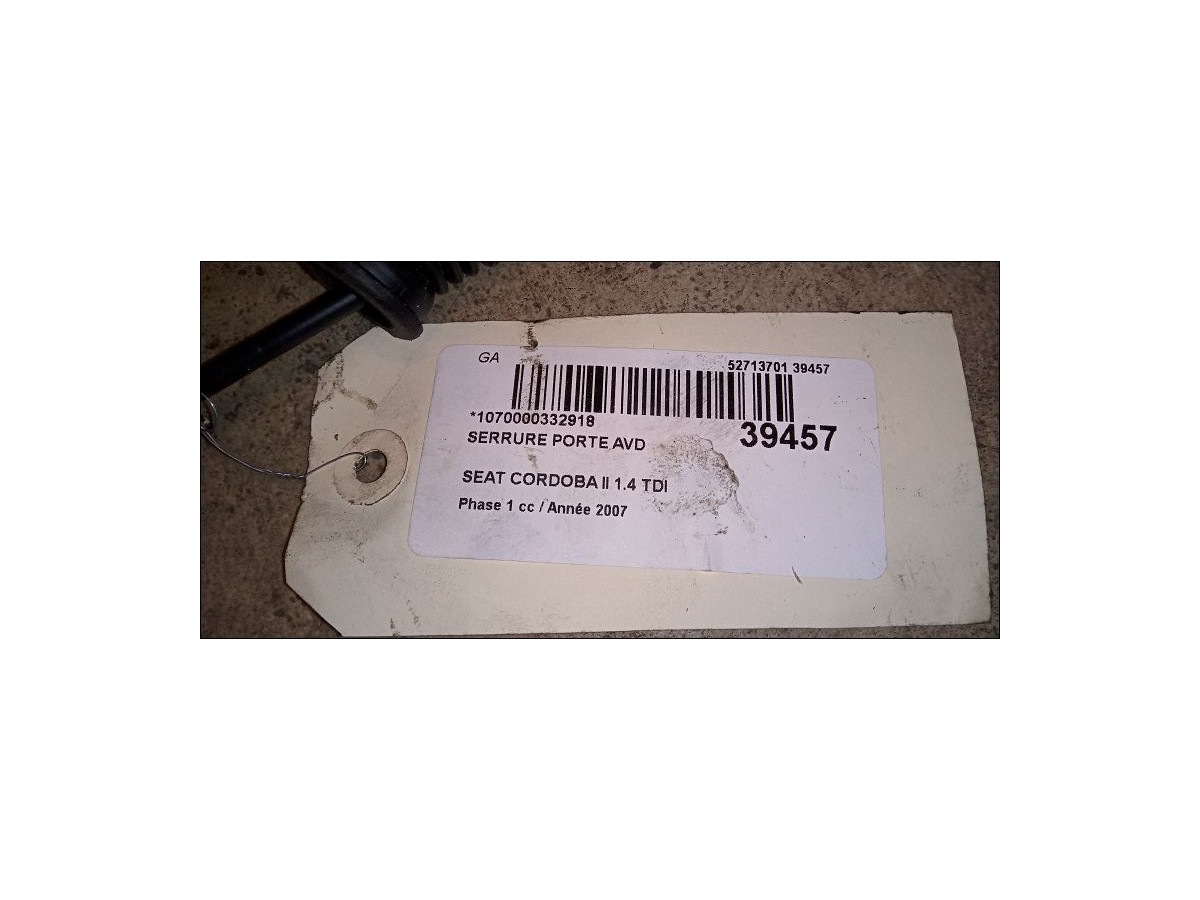 GA
52713701 39457
*1070000332918
39457
SERRURE PORTE AVD
SEAT CORDOBA II 1.4 TDI
Phase 1 cc / Année 2007